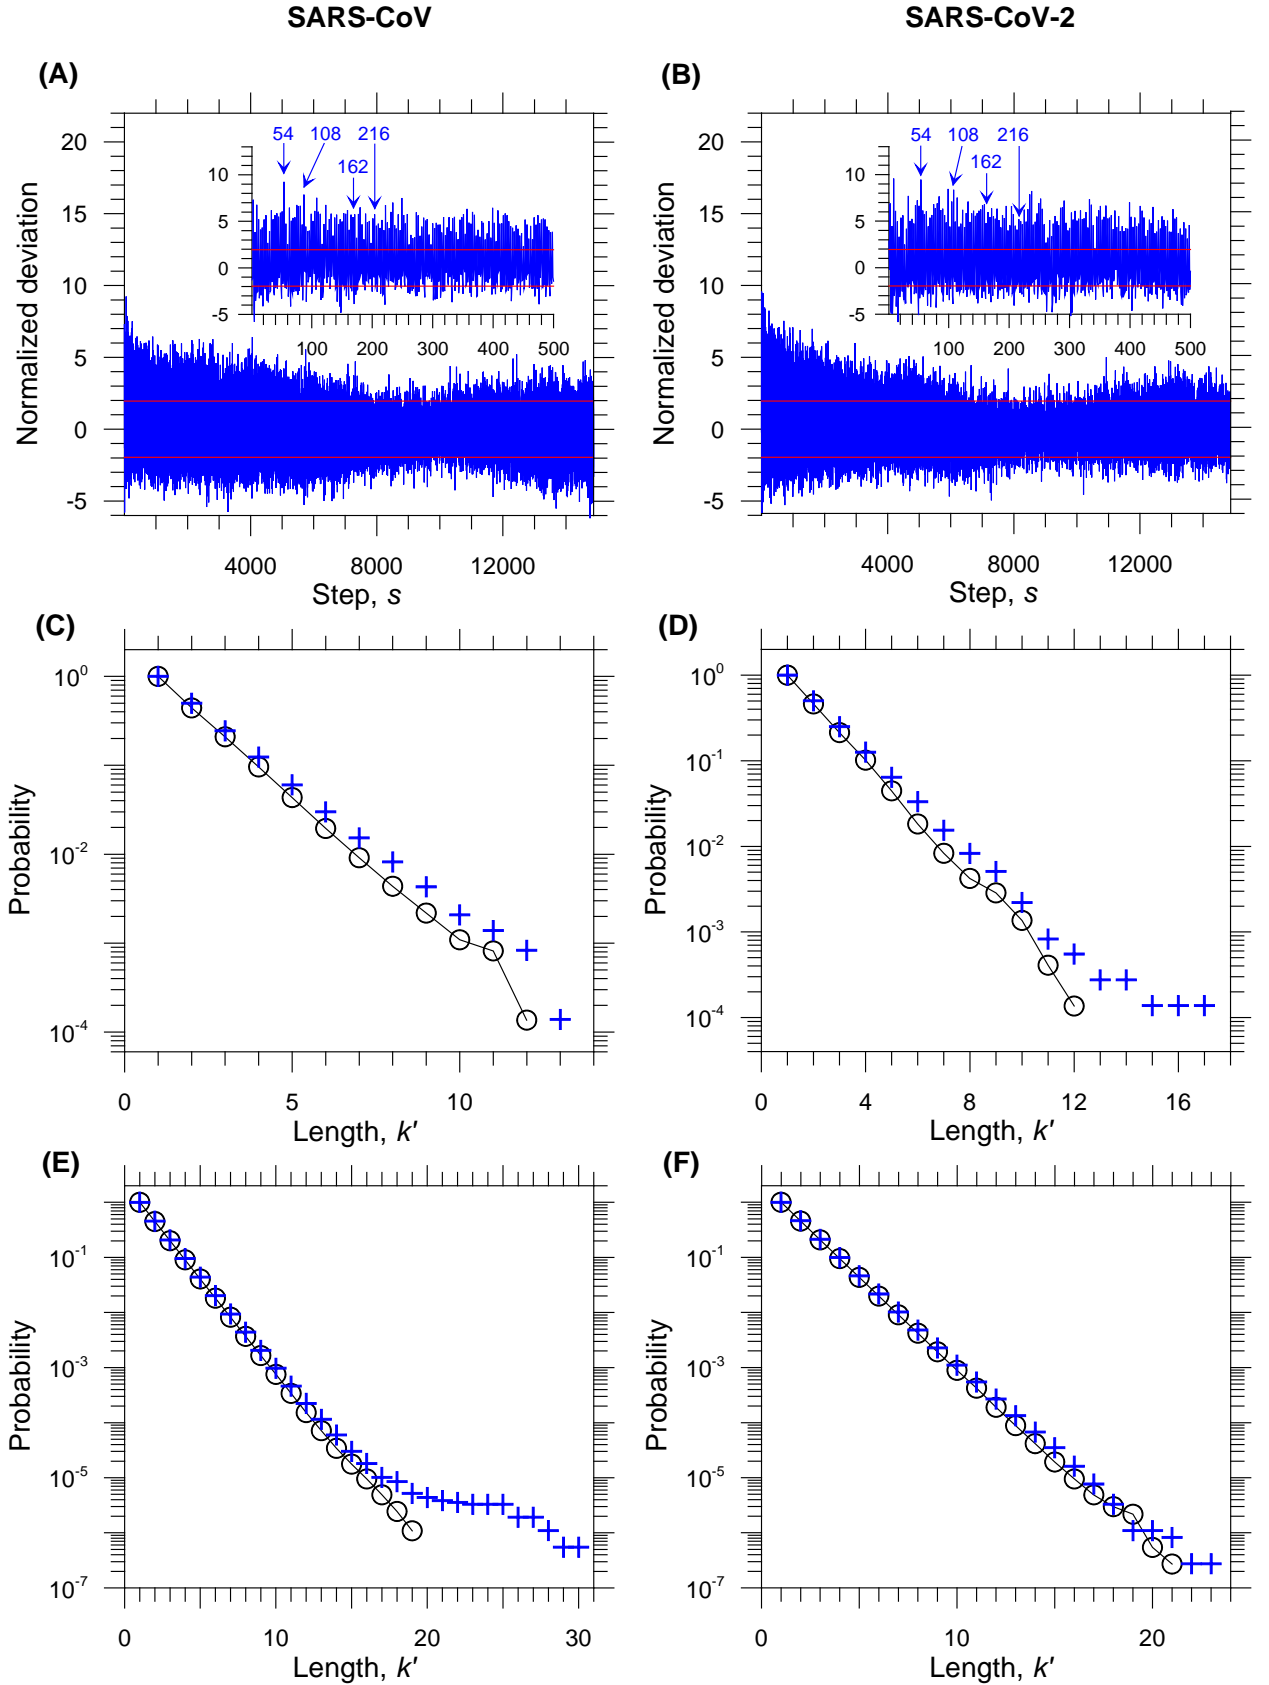 SARS-CoV SARS-CoV-2
(A) (B)
54 108 216 54 108 216
162 162
20 15 10 5 0 -5
20 15 10 5 0 -5
10 5 0 -5
10 5 0 -5
100 200 300 400 500
100 200 300 400 500
Normalized deviation
Normalized deviation
4000 8000 12000
4000 8000 12000
Step, s Step, s
(C) (D)
10⁰ 10⁻² 10⁻⁴
10⁰ 10⁻¹ 10⁻² 10⁻³ 10⁻⁴
Probability
Probability
0 5 10
0 4 8 12 16
Length, k′ Length, k′
(E) (F)
10⁻¹ 10⁻³ 10⁻⁵ 10⁻⁷
10⁻¹ 10⁻³ 10⁻⁵ 10⁻⁷
Probability
Probability
0 10 20 30
0 10 20
Length, k′ Length, k′